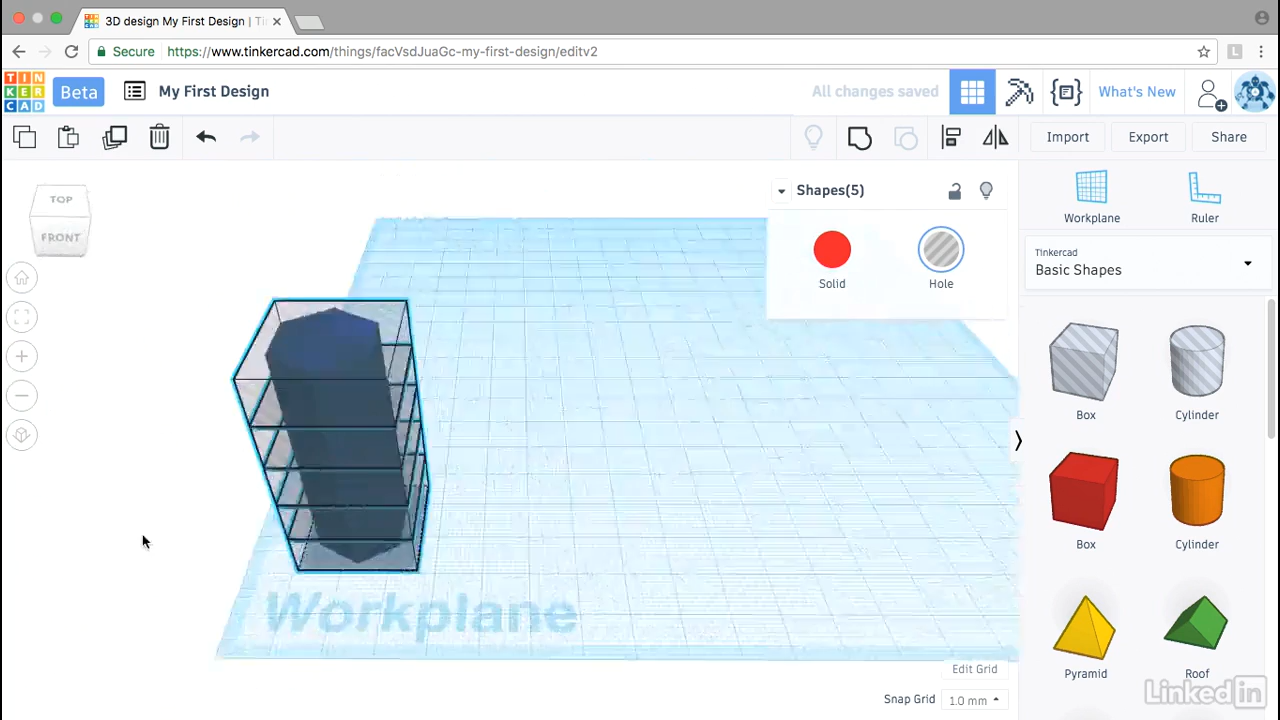 3D design My First Design | Ti
Secure
https://www.tinkercad.com/things/facVsdJuaGc-my-first-design/editv2
L
TIN
KER
CAD
Beta
My First Design
All changes saved
What's New
Import
Export
Share
TOP
FRONT
Shapes(5)
Solid
Hole
Workplane
Ruler
Tinkercad
Basic Shapes
Box
Cylinder
Box
Cylinder
Pyramid
Roof
Workplane
Edit Grid
Snap Grid
1.0 mm
LinkedIn